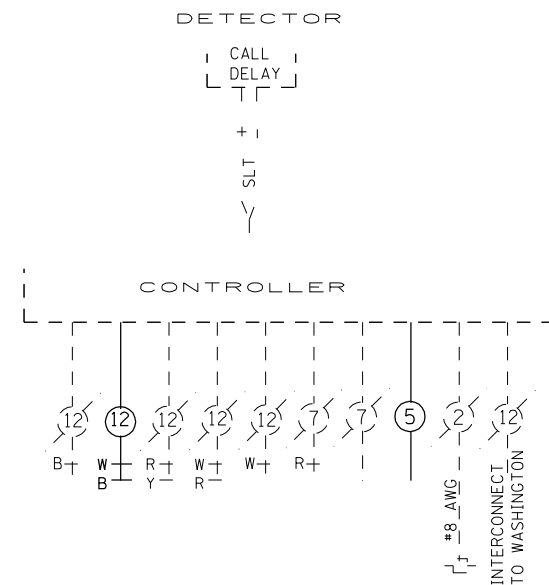 DETECTOR
CALL
DELAY
+ -
SLT
Y
CONTROLLER
12 12 12 12 12 7 7 5 2 12
B W R W W R
B Y R
#8 AWG
INTERCONNECT
TO WASHINGTON